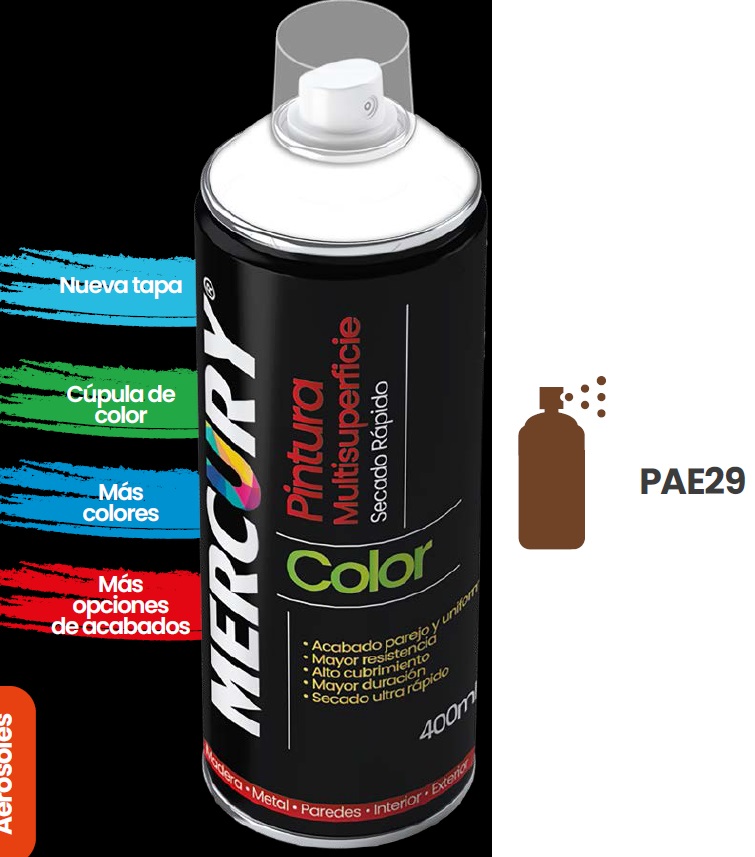 Nueva tapa
Cúpula de
color
Más
colores
Más
opciones
de acabados
Aerosoles
MERCURY®
Pintura
Multisuperficie
Secado Rápido
Color
• Acabado parejo y uniforme
• Mayor resistencia
• Alto cubrimiento
• Mayor duración
• Secado ultra rápido
400ml
Madera • Metal • Paredes • Interior • Exterior
PAE29